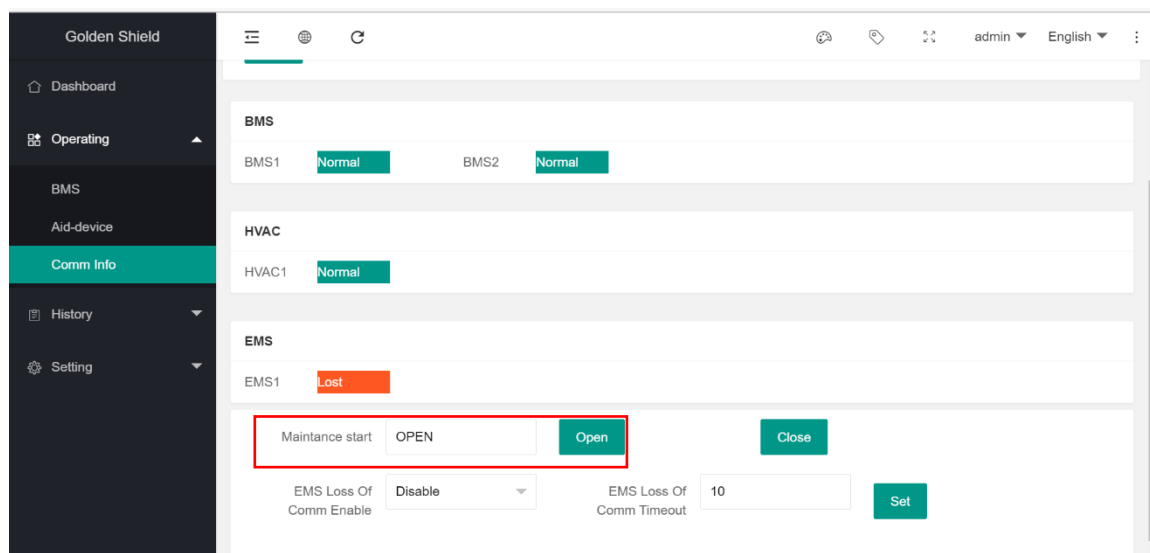 Golden Shield
admin English
Dashboard
Operating
BMS
Aid-device
Comm Info
History
Setting
BMS
BMS1 Normal BMS2 Normal
HVAC
HVAC1 Normal
EMS
EMS1 Lost
Maintance start OPEN Open Close
EMS Loss Of Disable EMS Loss Of 10 Set
Comm Enable Comm Timeout